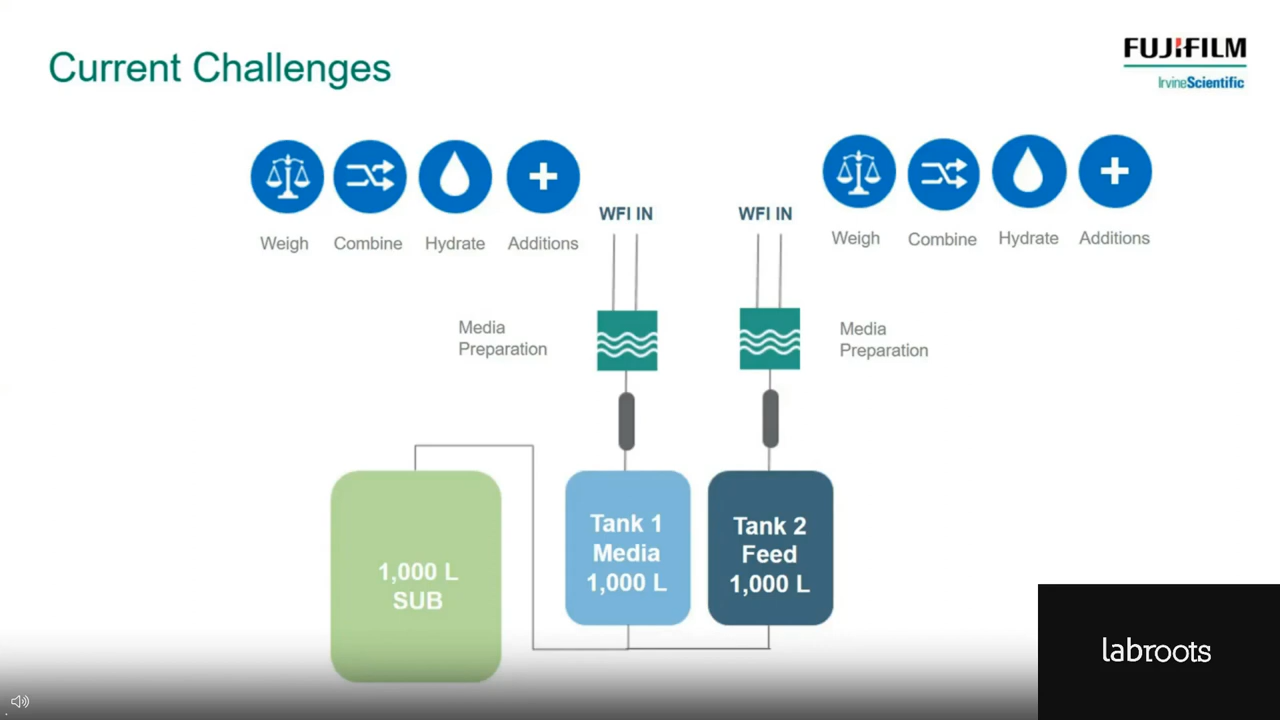 Current Challenges
FUJIFILM
IrvineScientific
Weigh
Combine
Hydrate
Additions
WFI IN
WFI IN
Weigh
Combine
Hydrate
Additions
Media
Preparation
Media
Preparation
1,000 L
SUB
Tank 1
Media
1,000 L
Tank 2
Feed
1,000 L
labroots